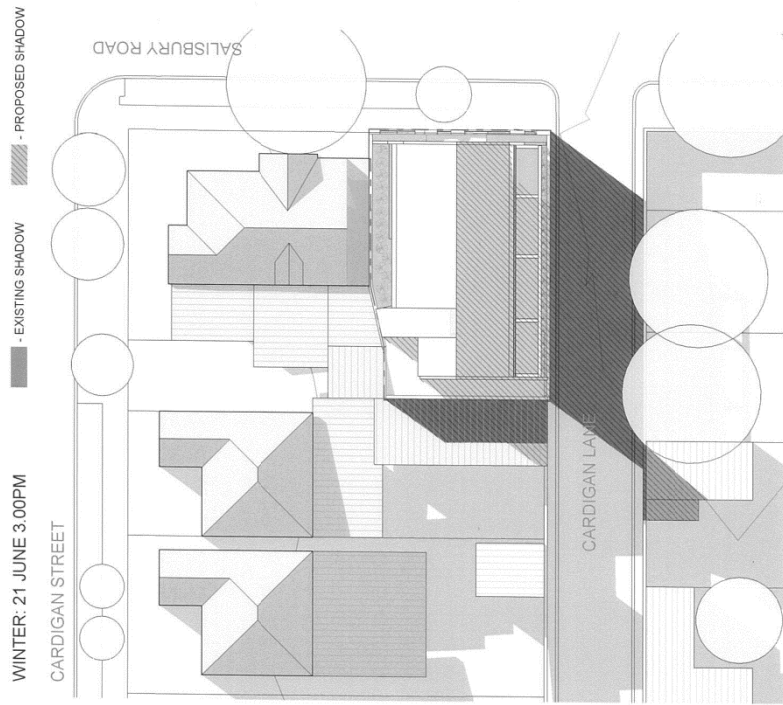 WINTER: 21 JUNE 3.00PM
- EXISTING SHADOW
- PROPOSED SHADOW
CARDIGAN STREET
SALISBURY ROAD
CARDIGAN LANE